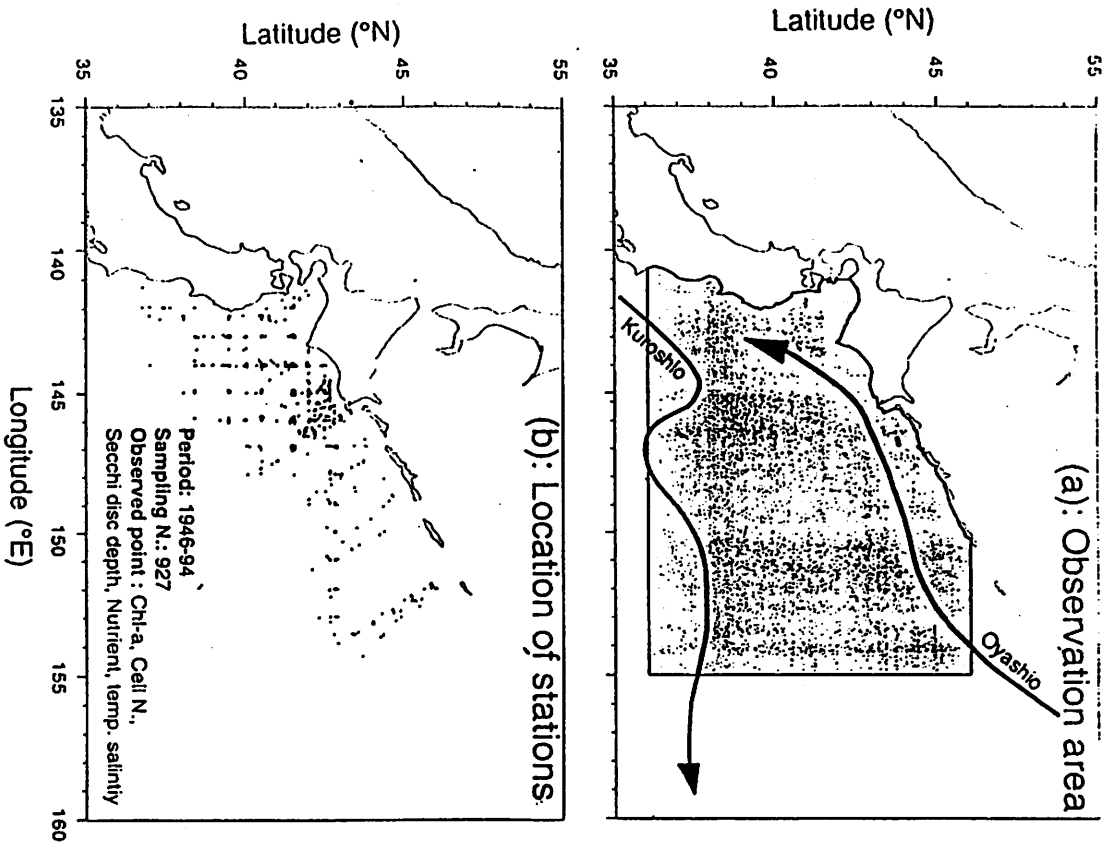 (a): Observation area
Latitude (°N)
55
45
40
35
Oyashio
Kuroshio
(b): Location of stations
Latitude (°N)
55
45
40
35
135
140
145
150
155
160
Longitude (°E)
Period: 1946-94
Sampling N.: 927
Observed point : Chl-a, Cell N.,
Secchi disc depth, Nutrient, temp. salintiy